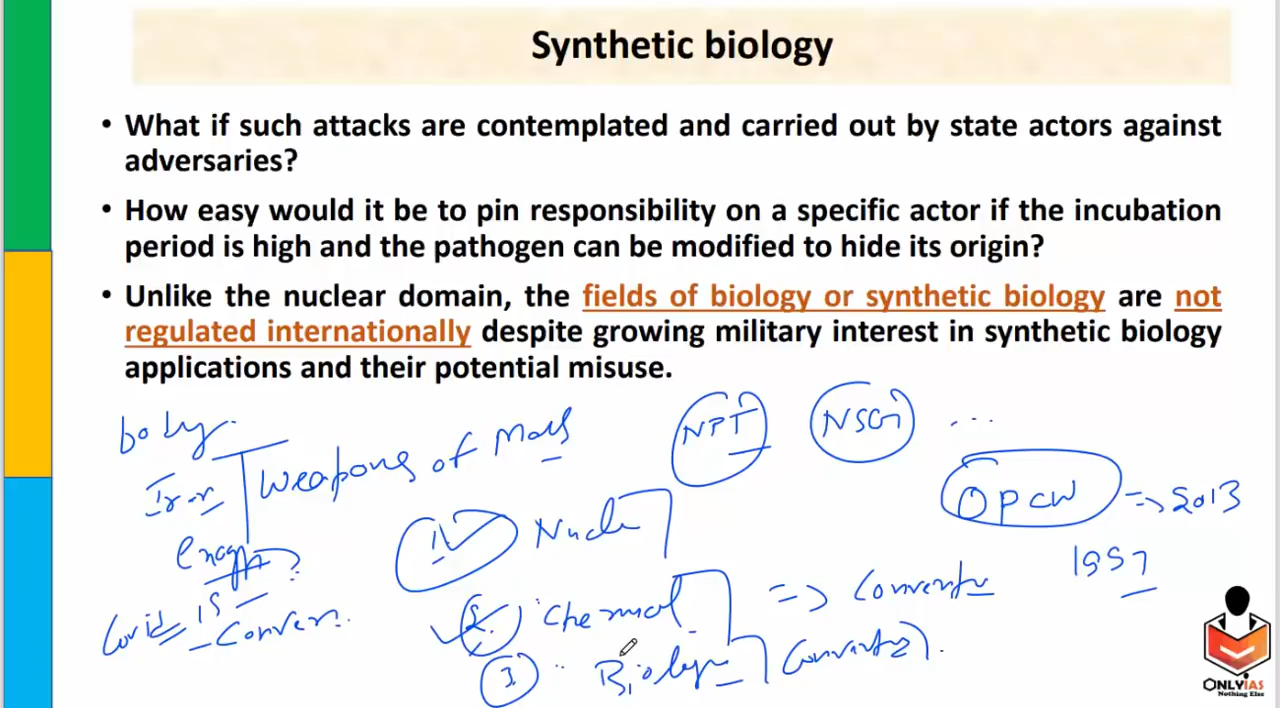 Synthetic biology
• What if such attacks are contemplated and carried out by state actors against
adversaries?
• How easy would it be to pin responsibility on a specific actor if the incubation
period is high and the pathogen can be modified to hide its origin?
• Unlike the nuclear domain, the fields of biology or synthetic biology are not
regulated internationally despite growing military interest in synthetic biology
applications and their potential misuse.
body.
Weapons of Mass
NPT NSG ...
OPCW => 2013
1997
Covid 19
Chemical =>
ONLYIAS
Nothing Else